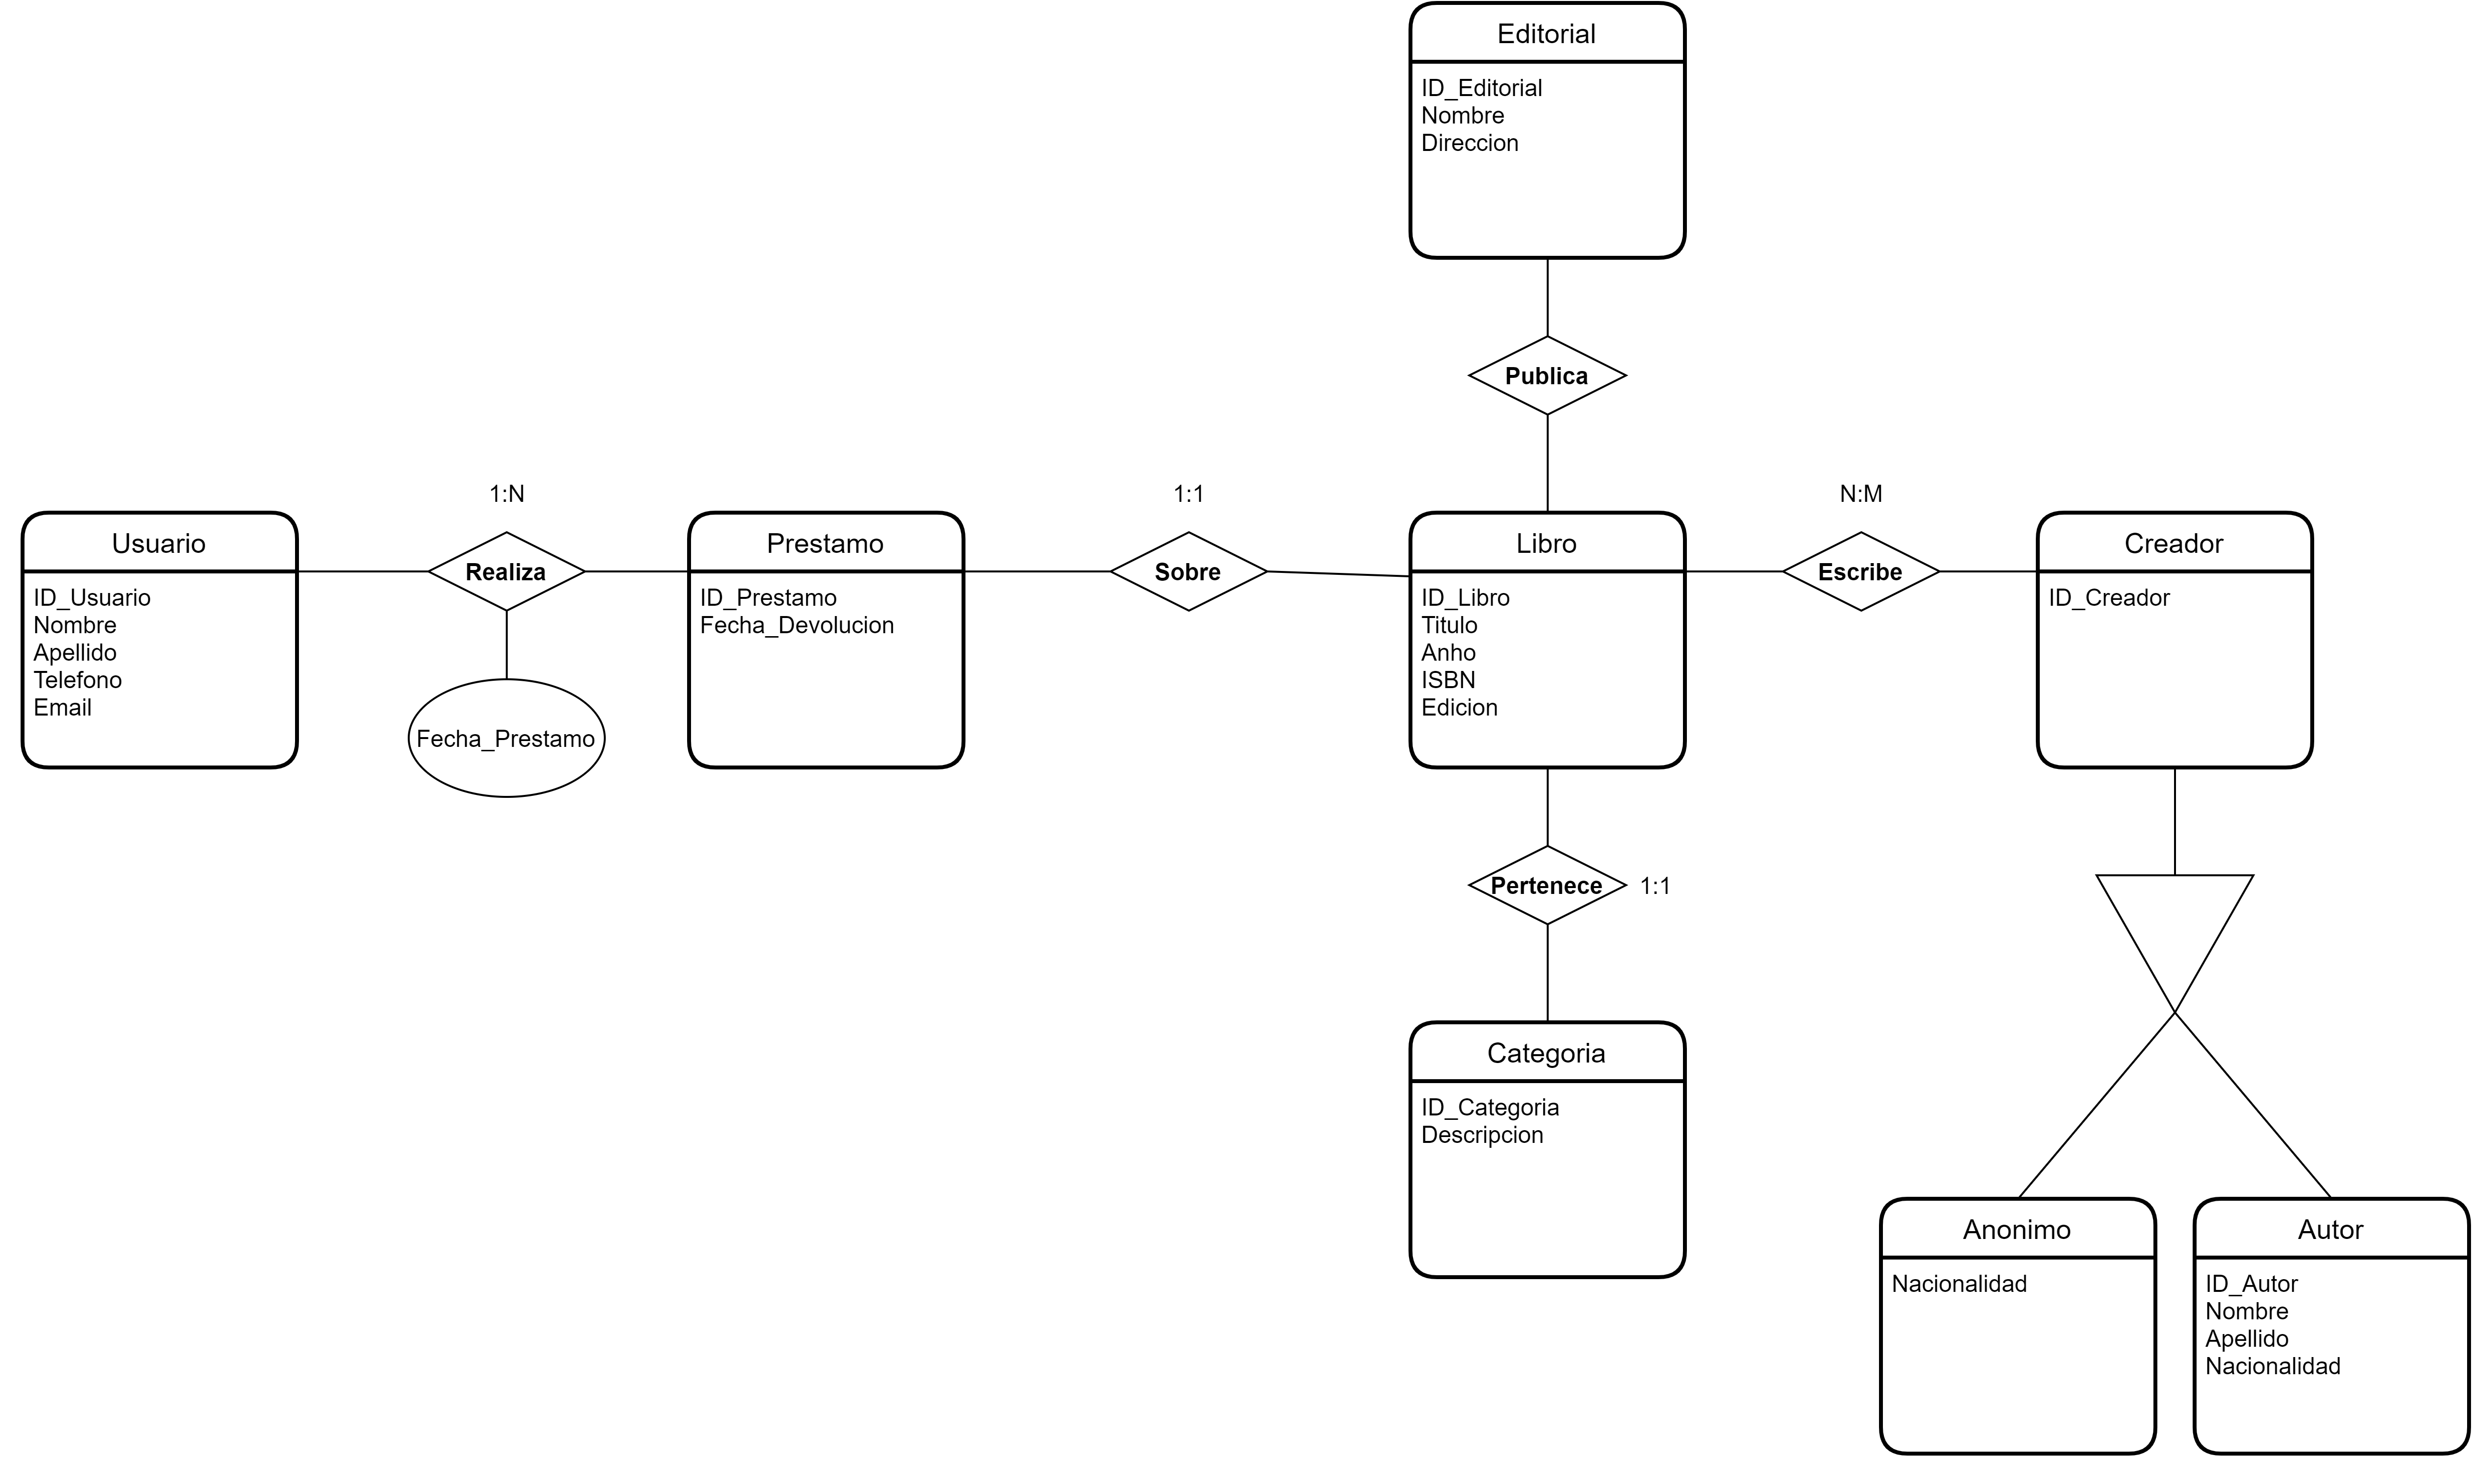 Editorial
ID_Editorial
Nombre
Direccion
Publica
1:N
1:1
N:M
Usuario
ID_Usuario
Nombre
Apellido
Telefono
Email
Realiza
Fecha_Prestamo
Prestamo
ID_Prestamo
Fecha_Devolucion
Sobre
Libro
ID_Libro
Titulo
Anho
ISBN
Edicion
Escribe
Creador
ID_Creador
Pertenece
1:1
Categoria
ID_Categoria
Descripcion
Anonimo
Nacionalidad
Autor
ID_Autor
Nombre
Apellido
Nacionalidad